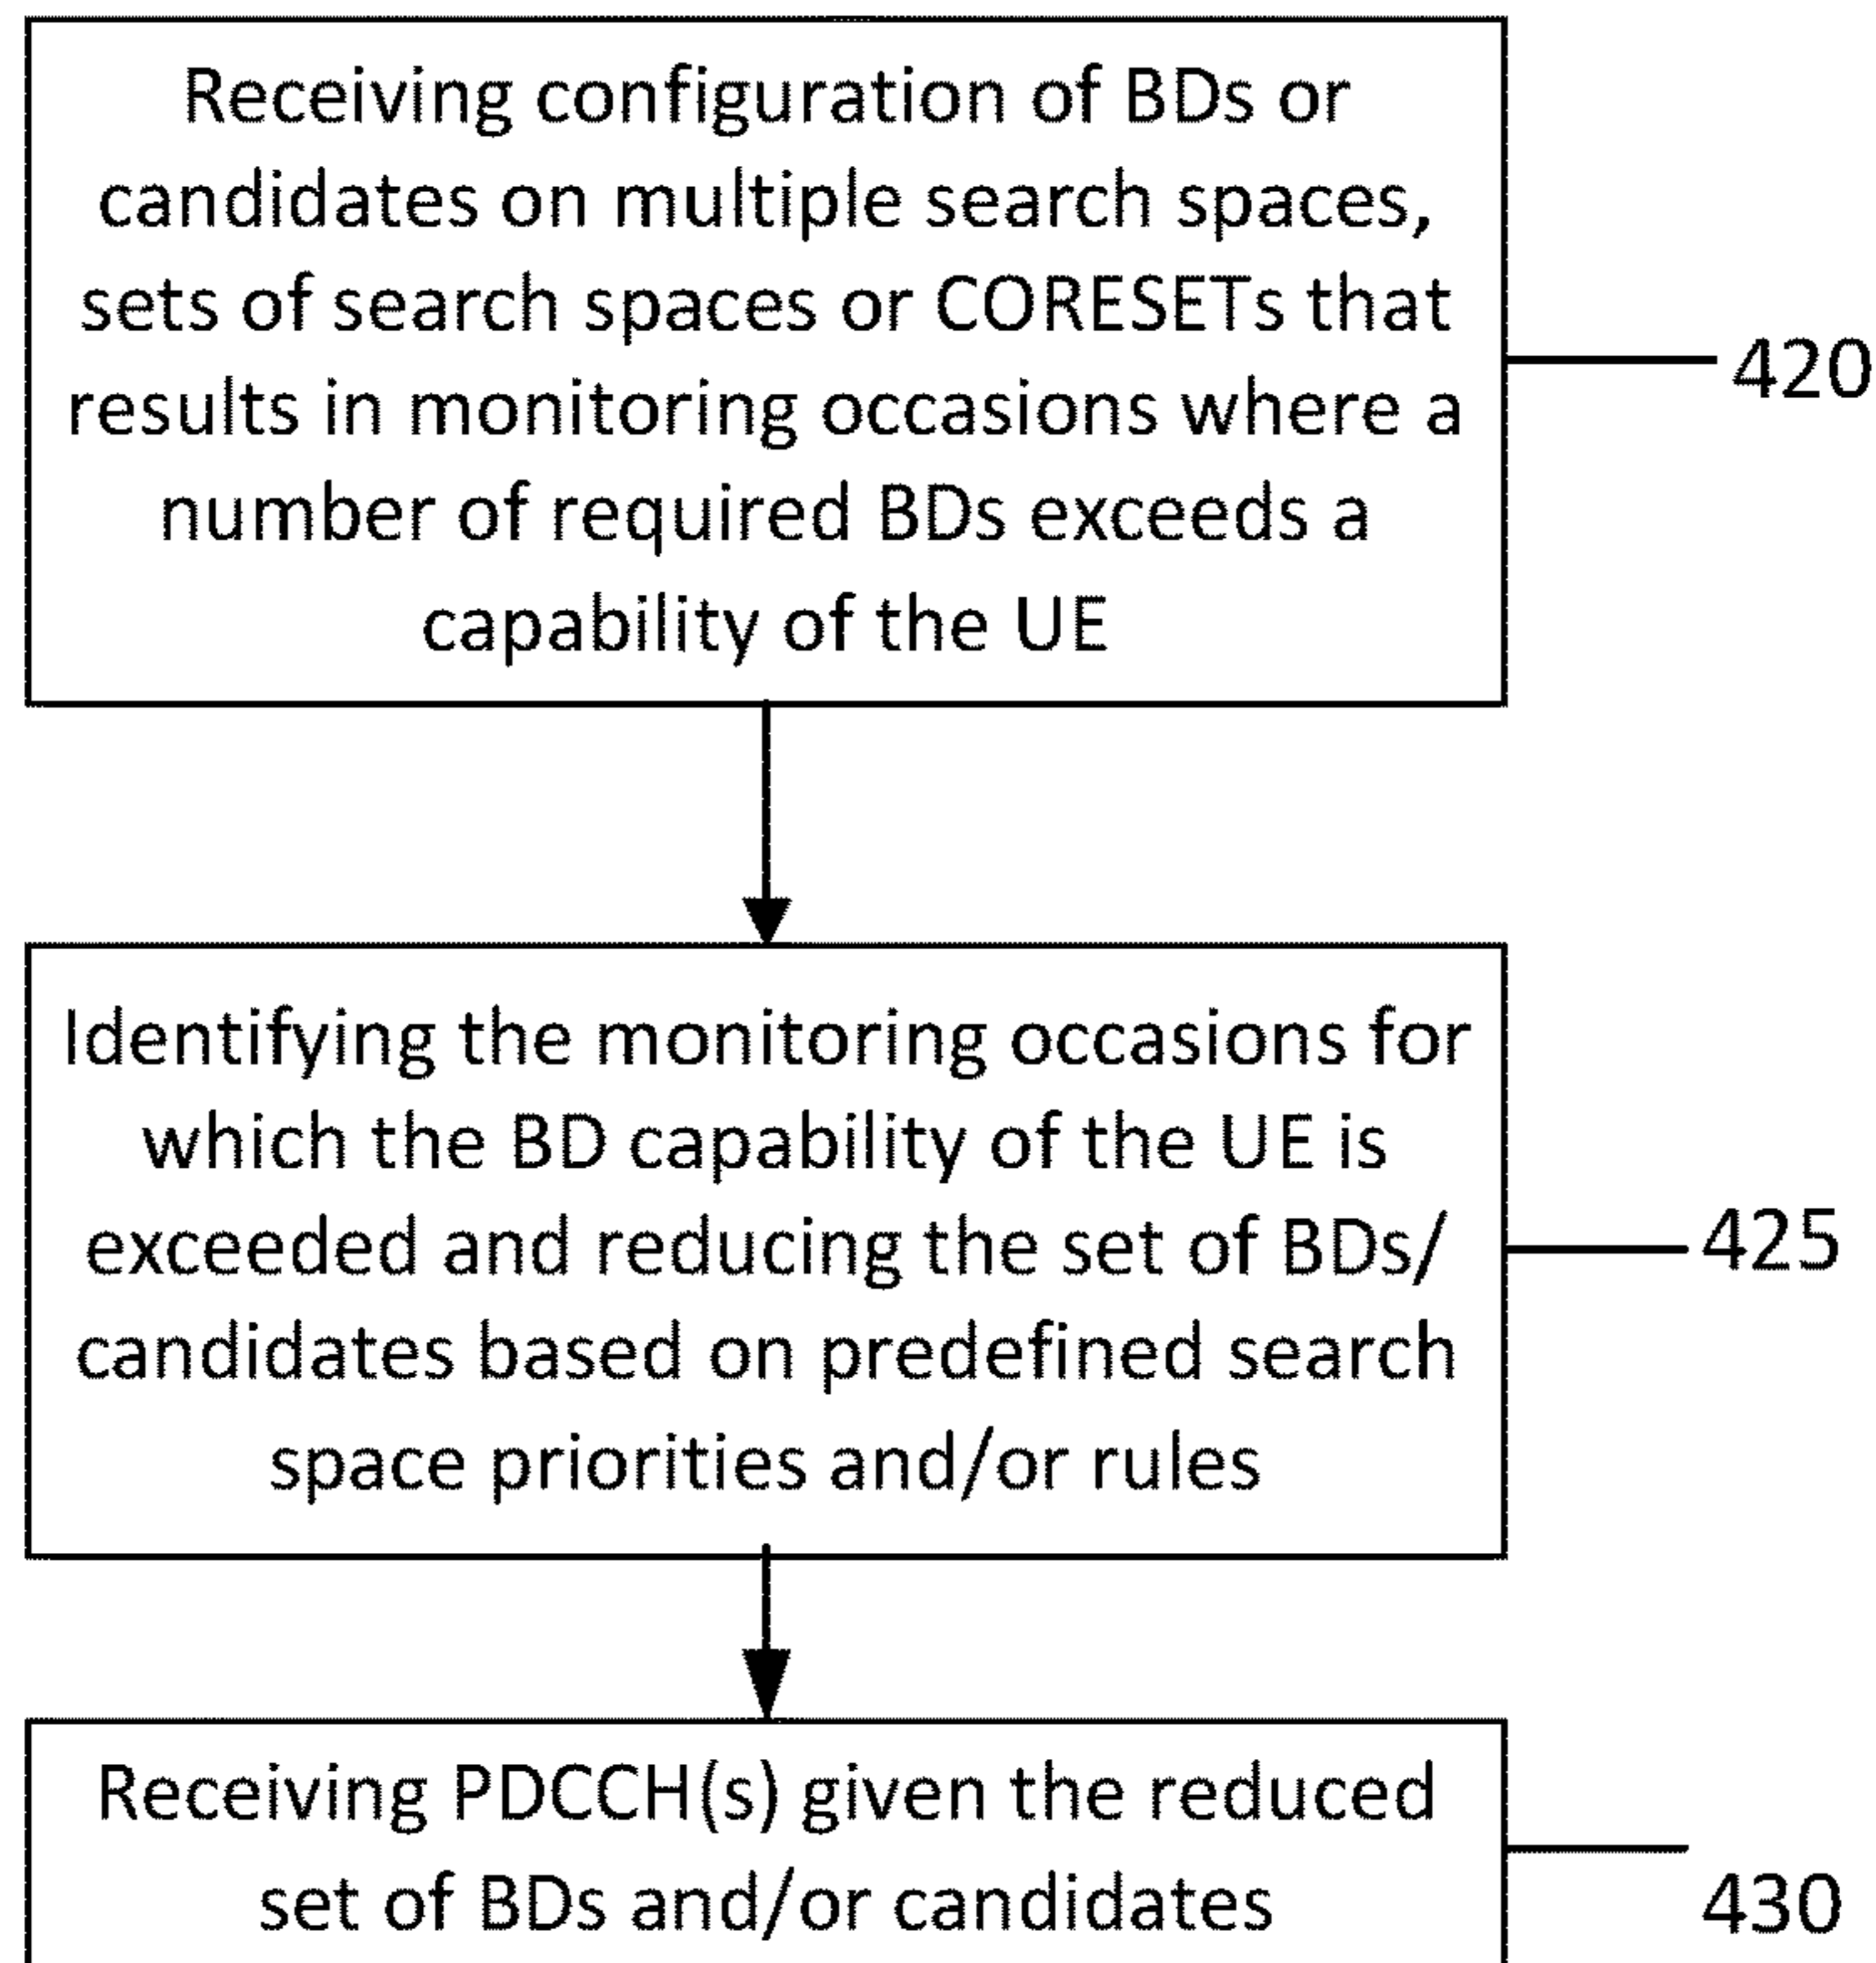 Receiving configuration of BDs or
candidates on multiple search spaces,
sets of search spaces or CORESETs that
results in monitoring occasions where a
number of required BDs exceeds a
capability of the UE
420
Identifying the monitoring occasions for
which the BD capability of the UE is
exceeded and reducing the set of BDs/
candidates based on predefined search
space priorities and/or rules
425
Receiving PDCCH(s) given the reduced
set of BDs and/or candidates
430